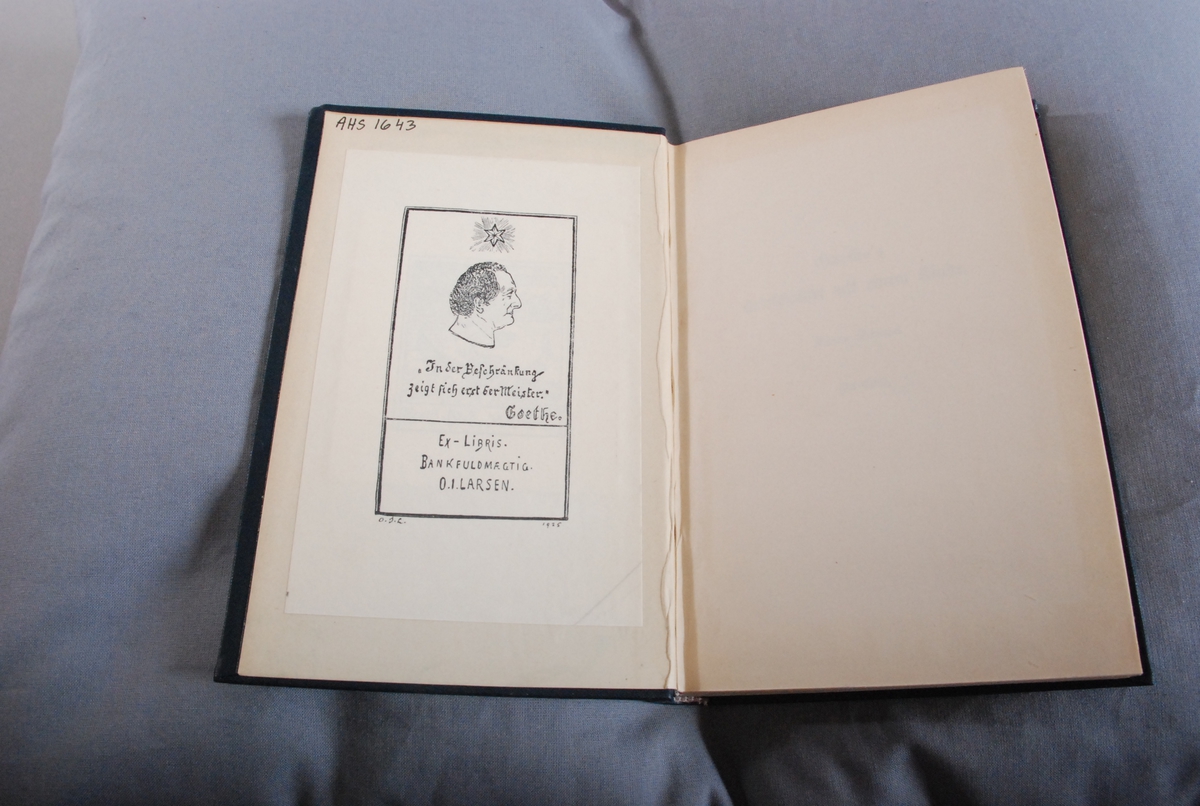 AHS 1643
„In der Beschränkung
zeigt sich erst der Meister."
Goethe.
Ex-Libris.
BANKFULDMÆGTIG.
O.I. LARSEN.
O.I.L.